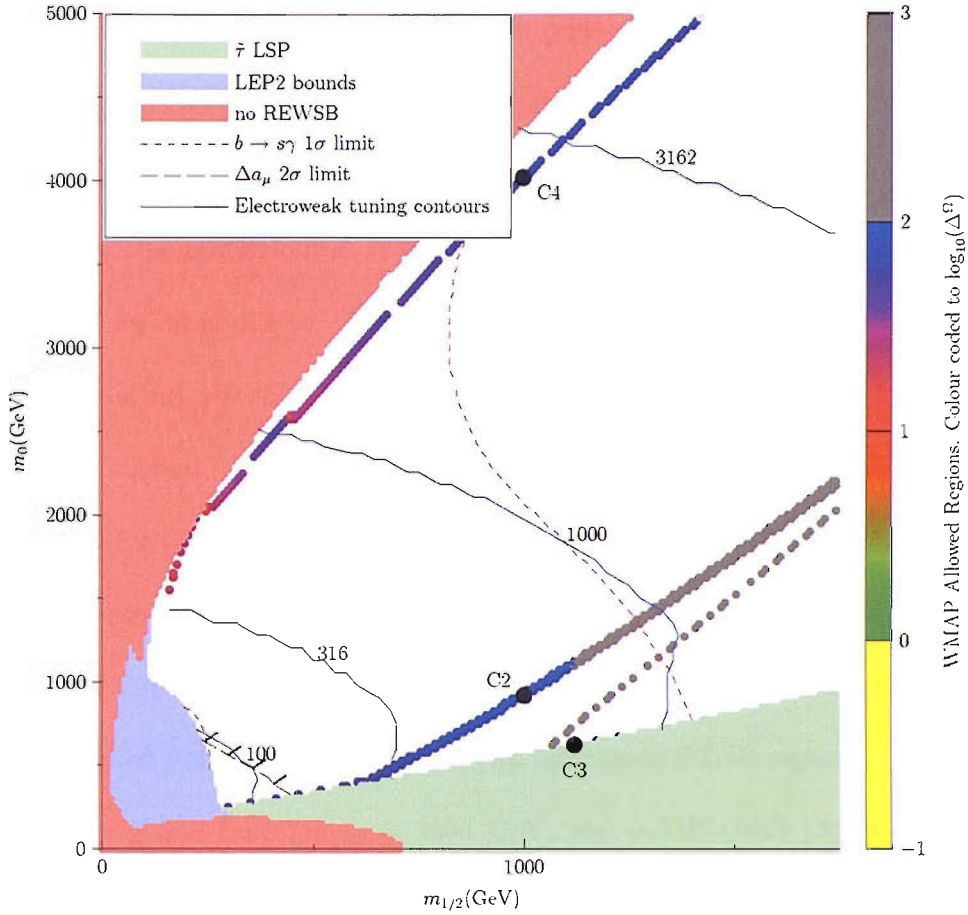 5000
4000
3000
2000
1000
0
m₀(GeV)
τ̃ LSP
LEP2 bounds
no REWSB
b → sγ 1σ limit
Δaμ 2σ limit
Electroweak tuning contours
3162
C4
1000
316
C2
100
C3
0
1000
m₁/₂(GeV)
3
2
1
0
−1
WMAP Allowed Regions. Colour coded to log₁₀(Δ^Ω)